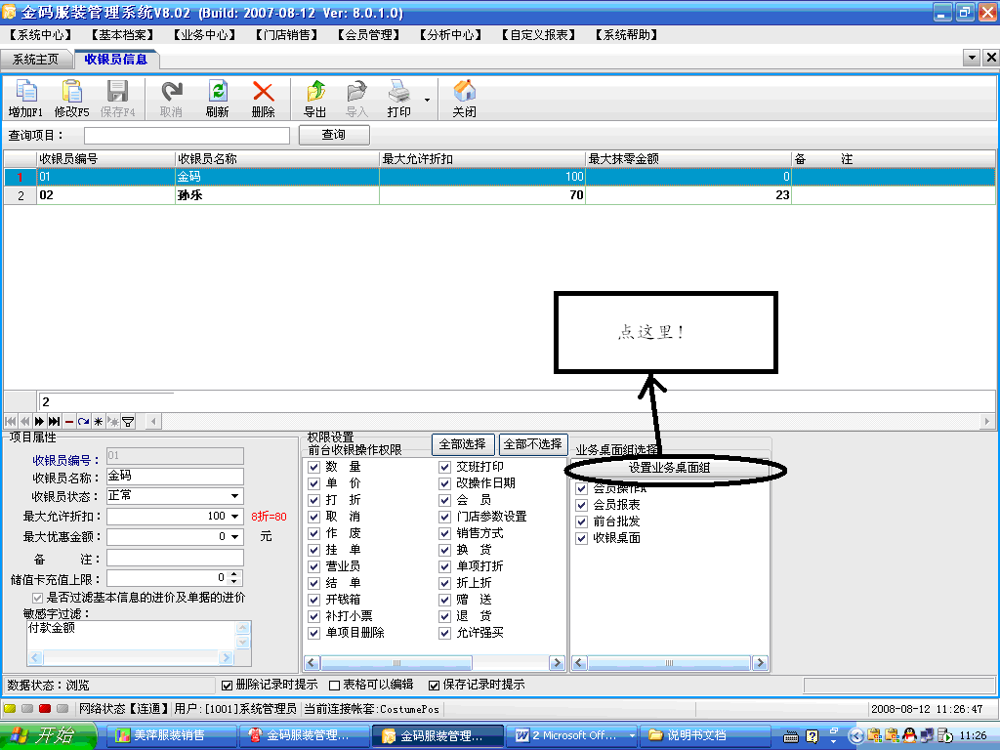 金码服装管理系统V8.02 (Build: 2007-08-12 Ver: 8.0.1.0)
【系统中心】 【基本档案】 【业务中心】 【门店销售】 【会员管理】 【分析中心】 【自定义报表】 【系统帮助】
系统主页 收银员信息
增加F1 修改F5 保存F4 取消 刷新 删除 导出 导入 打印 关闭
查询项目： 查询
收银员编号 收银员名称 最大允许折扣 最大抹零金额 备 注
1 01 金码 100 0
2 02 孙乐 70 23
点这里！
2
项目属性
收银员编号： 01
收银员名称： 金码
收银员状态： 正常
最大允许折扣： 100 8折=80
最大优惠金额： 0 元
备 注：
储值卡充值上限： 0
是否过滤基本信息的进价及单据的进价
敏感字过滤：
付款金额
权限设置
前台收银操作权限 全部选择 全部不选择
数 量 交班打印
单 价 改操作日期
打 折 会 员
取 消 门店参数设置
作 废 销售方式
挂 单 换 货
营业员 单项打折
结 单 折上折
开钱箱 赠 送
补打小票 退 货
单项目删除 允许强买
业务桌面组选择
设置业务桌面组
会员操作A
会员报表
前台批发
收银桌面
数据状态：浏览 删除记录时提示 表格可以编辑 保存记录时提示
网络状态【连通】 用户:[1001]系统管理员 当前连接帐套:CostumePos 2008-08-12 11:26:47
开始 美萍服装销售 金码服装管理... 金码服装管理... 2 Microsoft Off... 说明书文档 11:26